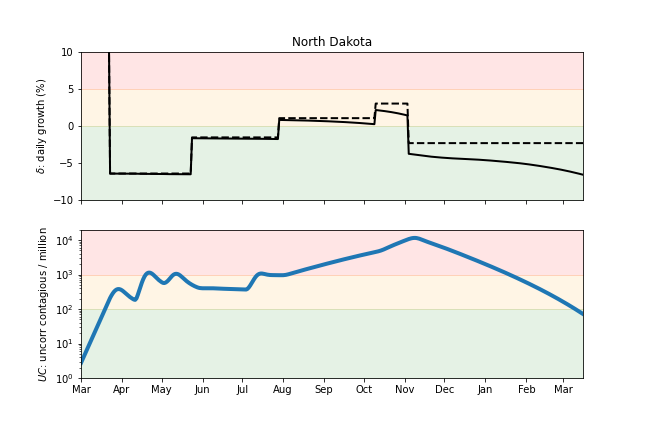 North Dakota
δ: daily growth (%)
10
5
0
−5
−10
UC: uncorr contagious / million
10⁴
10³
10²
10¹
10⁰
Mar Apr May Jun Jul Aug Sep Oct Nov Dec Jan Feb Mar